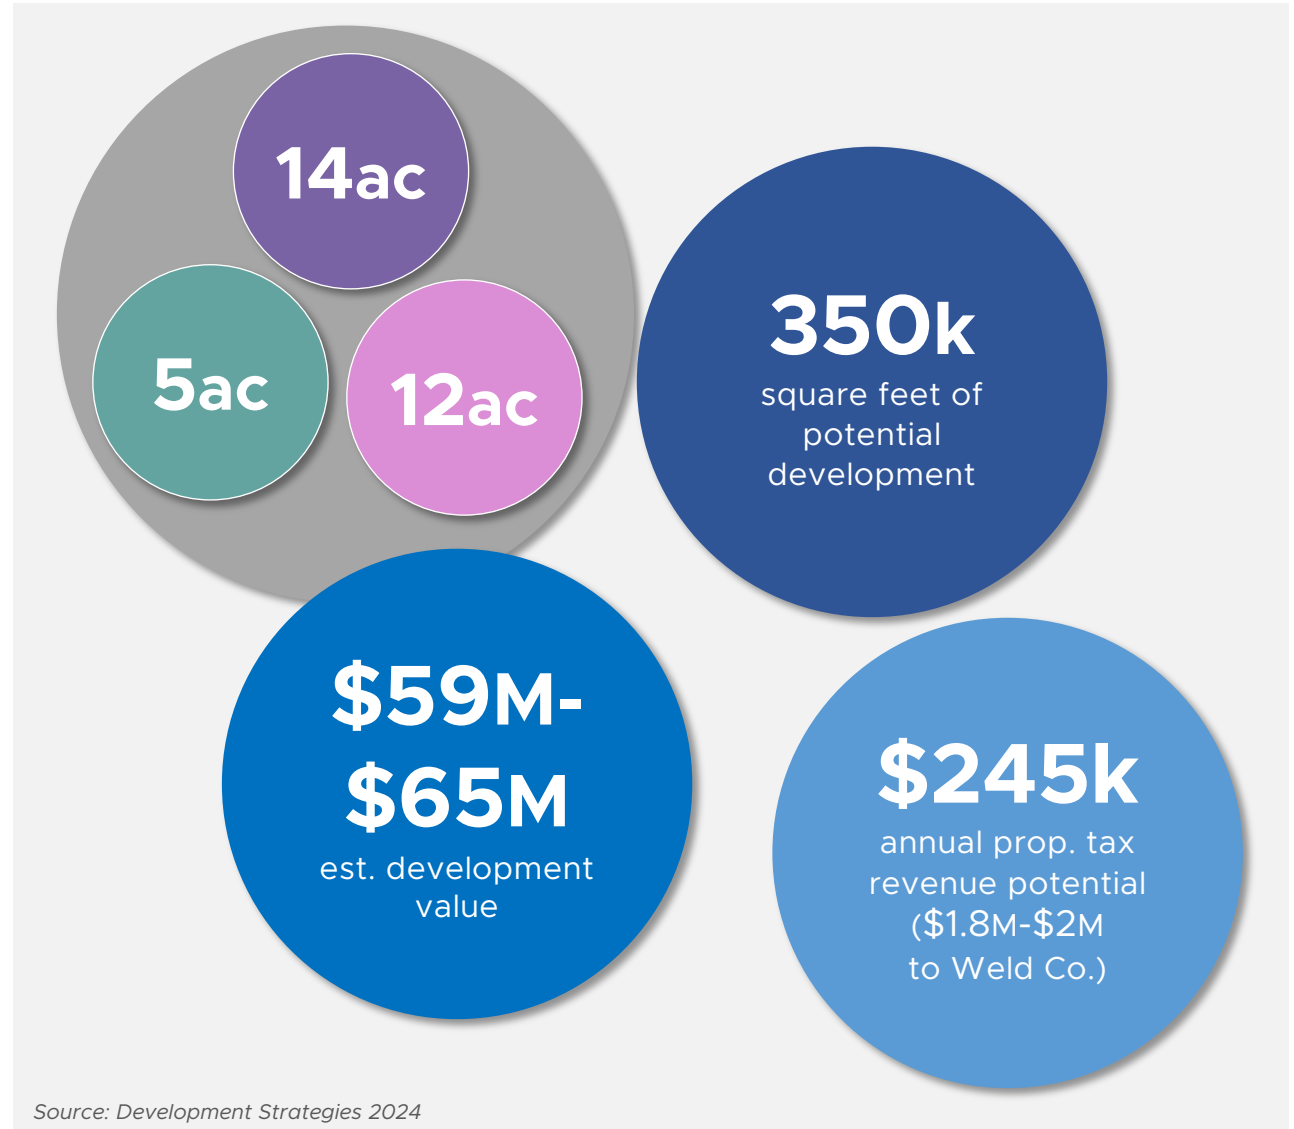 14ac
5ac
12ac
350k
square feet of
potential
development
$59M-
$65M
est. development
value
$245k
annual prop. tax
revenue potential
($1.8M-$2M
to Weld Co.)
Source: Development Strategies 2024